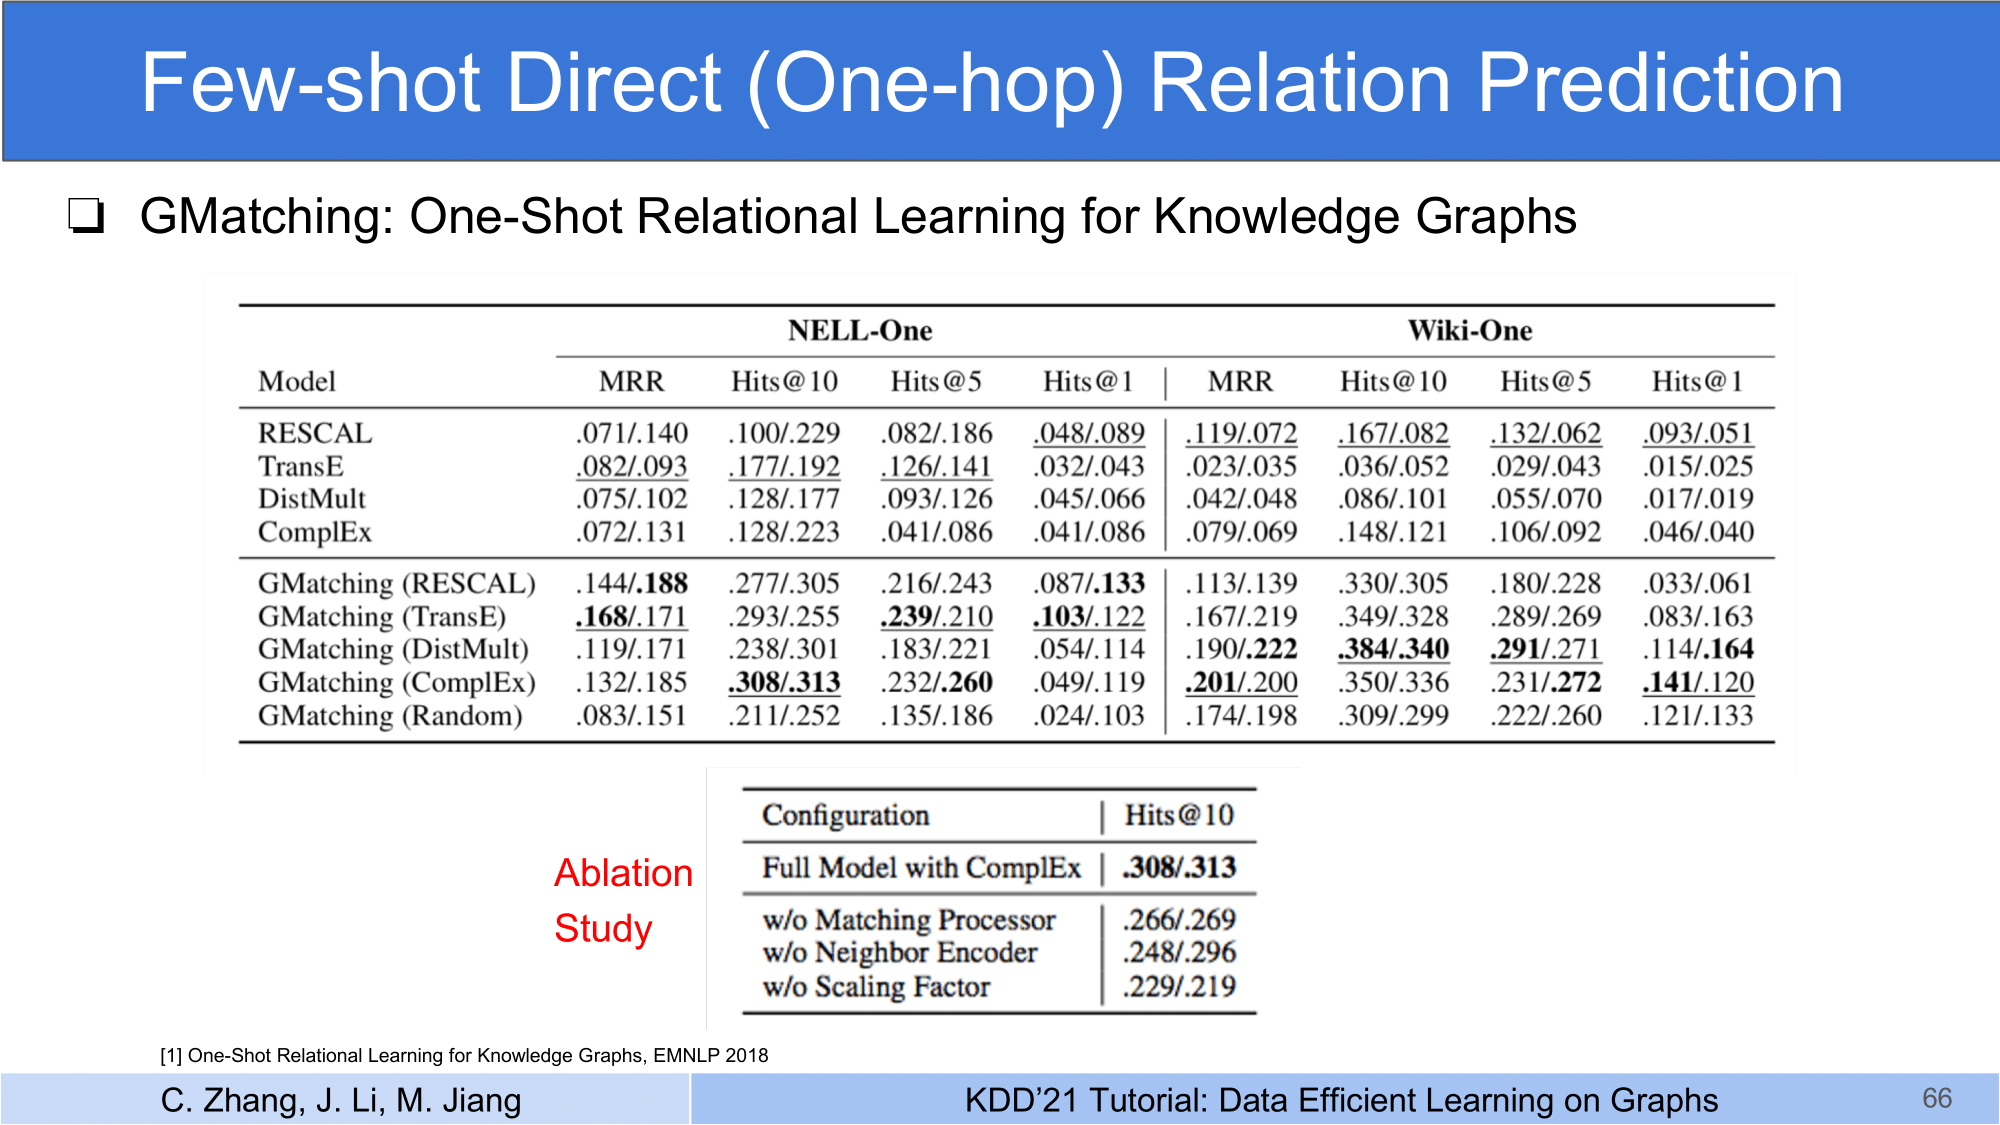 Few-shot Direct (One-hop) Relation Prediction
❏ GMatching: One-Shot Relational Learning for Knowledge Graphs
NELL-One Wiki-One
Model MRR Hits@10 Hits@5 Hits@1 | MRR Hits@10 Hits@5 Hits@1
RESCAL .071/.140 .100/.229 .082/.186 .048/.089 .119/.072 .167/.082 .132/.062 .093/.051
TransE .082/.093 .177/.192 .126/.141 .032/.043 .023/.035 .036/.052 .029/.043 .015/.025
DistMult .075/.102 .128/.177 .093/.126 .045/.066 .042/.048 .086/.101 .055/.070 .017/.019
ComplEx .072/.131 .128/.223 .041/.086 .041/.086 .079/.069 .148/.121 .106/.092 .046/.040
GMatching (RESCAL) .144/.188 .277/.305 .216/.243 .087/.133 .113/.139 .330/.305 .180/.228 .033/.061
GMatching (TransE) .168/.171 .293/.255 .239/.210 .103/.122 .167/.219 .349/.328 .289/.269 .083/.163
GMatching (DistMult) .119/.171 .238/.301 .183/.221 .054/.114 .190/.222 .384/.340 .291/.271 .114/.164
GMatching (ComplEx) .132/.185 .308/.313 .232/.260 .049/.119 .201/.200 .350/.336 .231/.272 .141/.120
GMatching (Random) .083/.151 .211/.252 .135/.186 .024/.103 .174/.198 .309/.299 .222/.260 .121/.133
Ablation
Study
Configuration | Hits@10
Full Model with ComplEx | .308/.313
w/o Matching Processor .266/.269
w/o Neighbor Encoder .248/.296
w/o Scaling Factor .229/.219
[1] One-Shot Relational Learning for Knowledge Graphs, EMNLP 2018
C. Zhang, J. Li, M. Jiang
KDD’21 Tutorial: Data Efficient Learning on Graphs
66